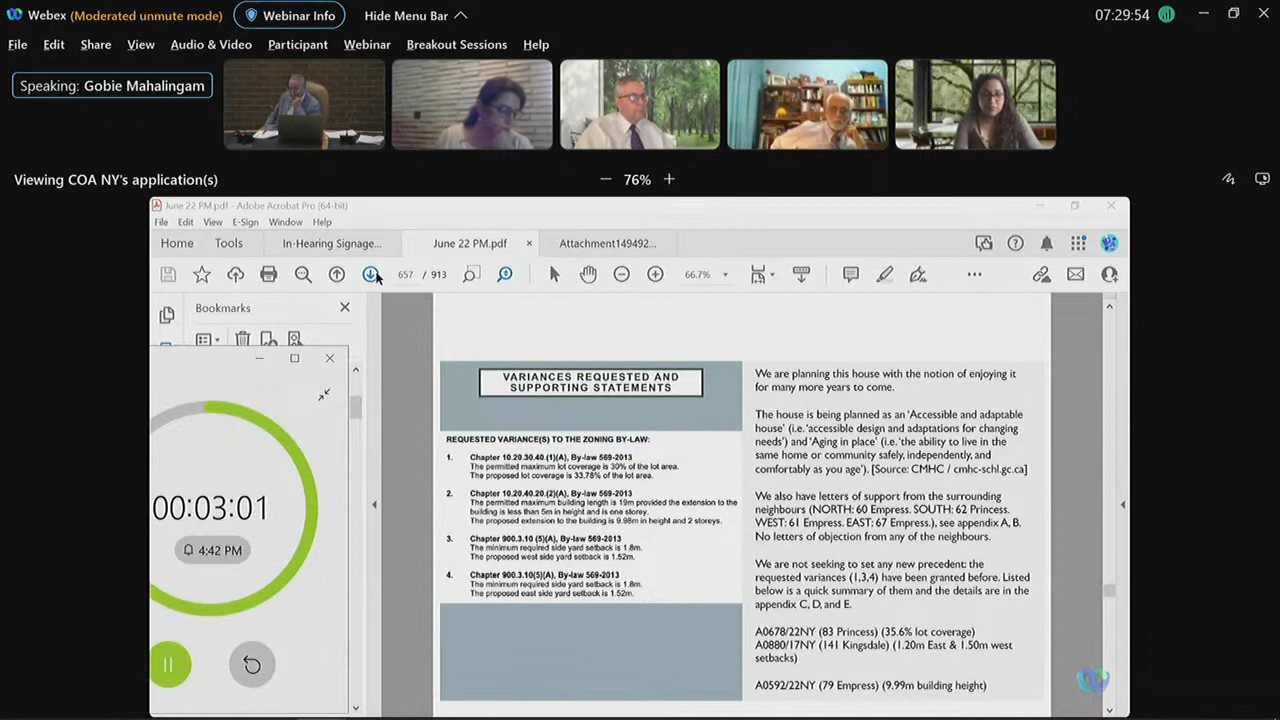 Webex (Moderated unmute mode) Webinar Info Hide Menu Bar 07:29:54
File Edit Share View Audio & Video Participant Webinar Breakout Sessions Help
Speaking: Gobie Mahalingam
Viewing COA NY's application(s)
76%
June 22 PM.pdf - Adobe Acrobat Pro (64-bit)
File Edit View E-Sign Window Help
Home Tools In-Hearing Signage... June 22 PM.pdf × Attachment149492...
657 / 913 66.7%
Bookmarks
00:03:01
4:42 PM
VARIANCES REQUESTED AND
SUPPORTING STATEMENTS
REQUESTED VARIANCE(S) TO THE ZONING BY-LAW:
1. Chapter 10.20.30.40.(1)(A), By-law 569-2013
The permitted maximum lot coverage is 30% of the lot area.
The proposed lot coverage is 33.78% of the lot area.
2. Chapter 10.20.40.20.(2)(A), By-law 569-2013
The permitted maximum building length is 19m provided the extension to the
building is less than 5m in height and is one storey.
The proposed extension to the building is 9.98m in height and 2 storeys.
3. Chapter 900.3.10 (5)(A), By-law 569-2013
The minimum required side yard setback is 1.8m.
The proposed west side yard setback is 1.52m.
4. Chapter 900.3.10(5)(A), By-law 569-2013
The minimum required side yard setback is 1.8m.
The proposed east side yard setback is 1.52m.
We are planning this house with the notion of enjoying it
for many more years to come.
The house is being planned as an 'Accessible and adaptable
house' (i.e. 'accessible design and adaptations for changing
needs') and 'Aging in place' (i.e. 'the ability to live in the
same home or community safely, independently, and
comfortably as you age'). [Source: CMHC / cmhc-schl.gc.ca]
We also have letters of support from the surrounding
neighbours (NORTH: 60 Empress. SOUTH: 62 Princess.
WEST: 61 Empress. EAST: 67 Empress.), see appendix A, B.
No letters of objection from any of the neighbours.
We are not seeking to set any new precedent: the
requested variances (1,3,4) have been granted before. Listed
below is a quick summary of them and the details are in the
appendix C, D, and E.
A0678/22NY (83 Princess) (35.6% lot coverage)
A0880/17NY (141 Kingsdale) (1.20m East & 1.50m west
setbacks)
A0592/22NY (79 Empress) (9.99m building height)